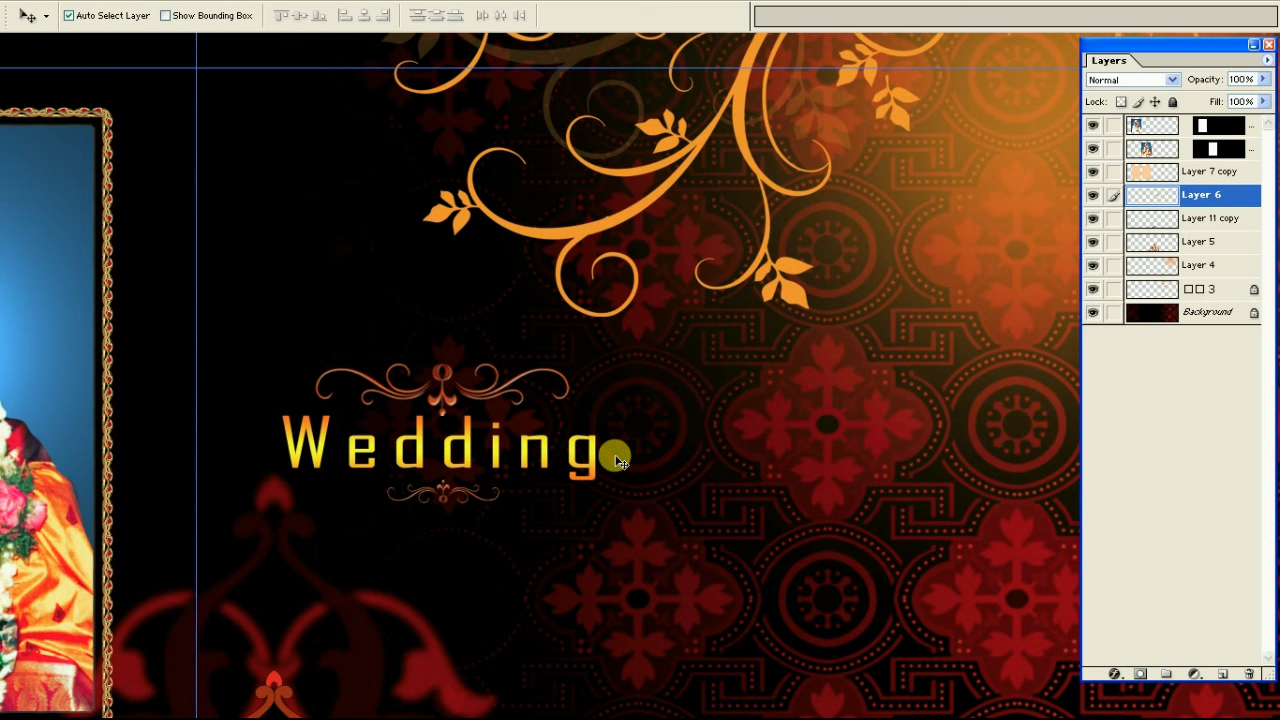 Auto Select Layer Show Bounding Box
Layers
Normal Opacity: 100%
Lock: Fill: 100%
...
...
Layer 7 copy
Layer 6
Layer 11 copy
Layer 5
Layer 4
□□ 3
Background
Wedding